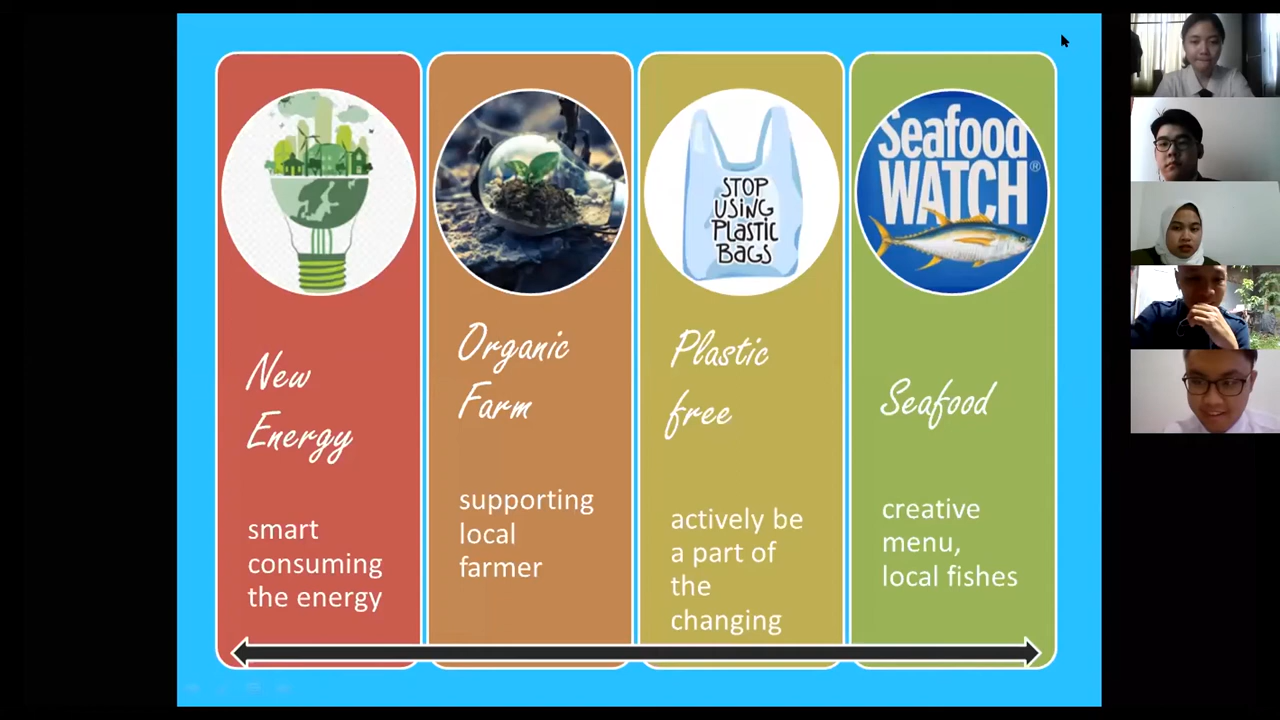 New
Energy
smart
consuming
the energy
Organic
Farm
supporting
local
farmer
STOP
USING
PLASTIC
BAGS
Plastic
free
actively be
a part of
the
changing
Seafood
WATCH®
Seafood
creative
menu,
local fishes